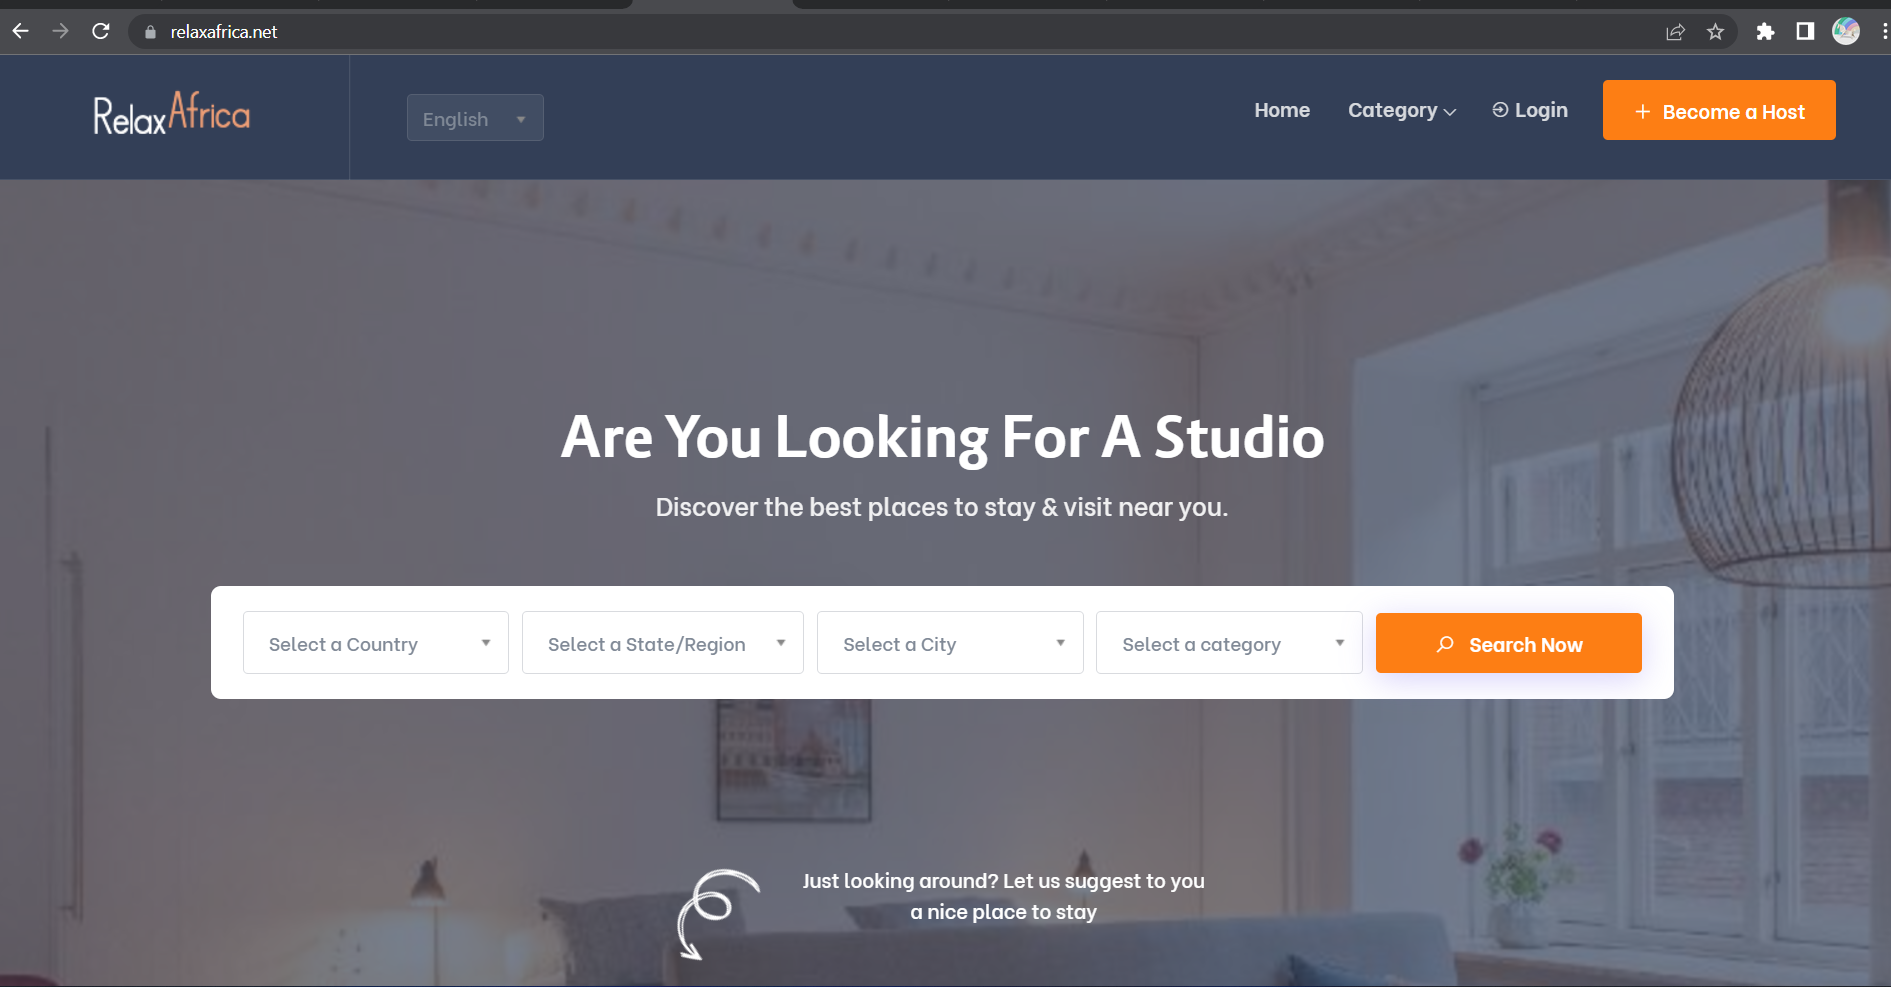 relaxafrica.net
RelaxAfrica
English
Home
Category
Login
+ Become a Host
Are You Looking For A Studio
Discover the best places to stay & visit near you.
Select a Country
Select a State/Region
Select a City
Select a category
Search Now
Just looking around? Let us suggest to you
a nice place to stay